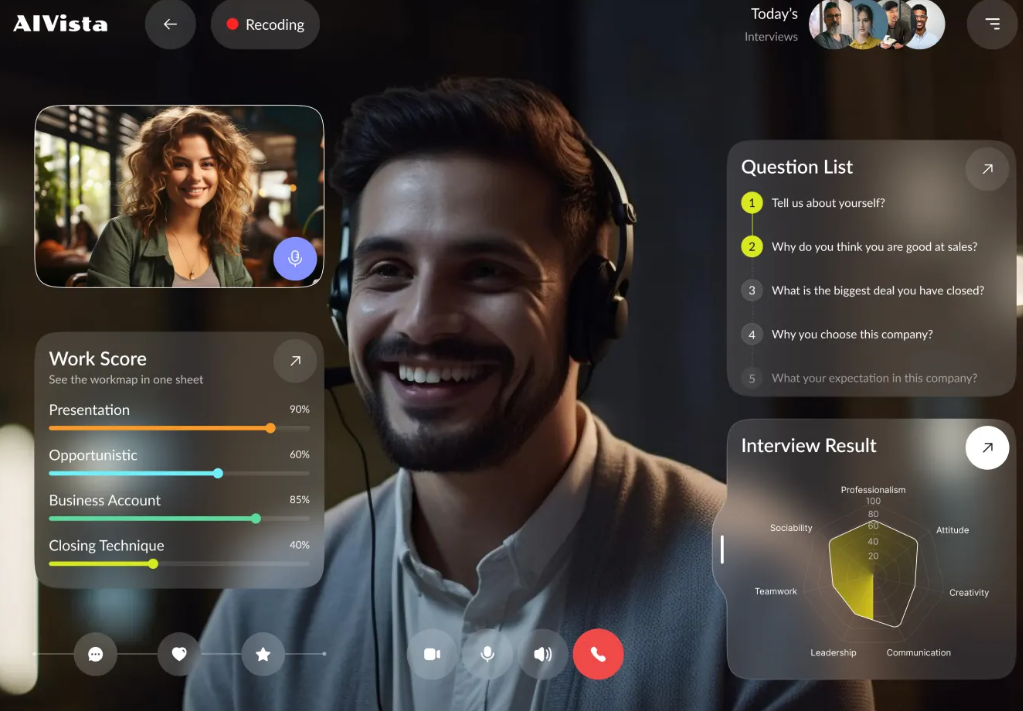 AIVista
Recoding
Today's
Interviews
Work Score
See the workmap in one sheet
Presentation 90%
Opportunistic 60%
Business Account 85%
Closing Technique 40%
Question List
1 Tell us about yourself?
2 Why do you think you are good at sales?
3 What is the biggest deal you have closed?
4 Why you choose this company?
5 What your expectation in this company?
Interview Result
Professionalism
100
80
60
40
20
Sociability
Attitude
Teamwork
Creativity
Leadership
Communication